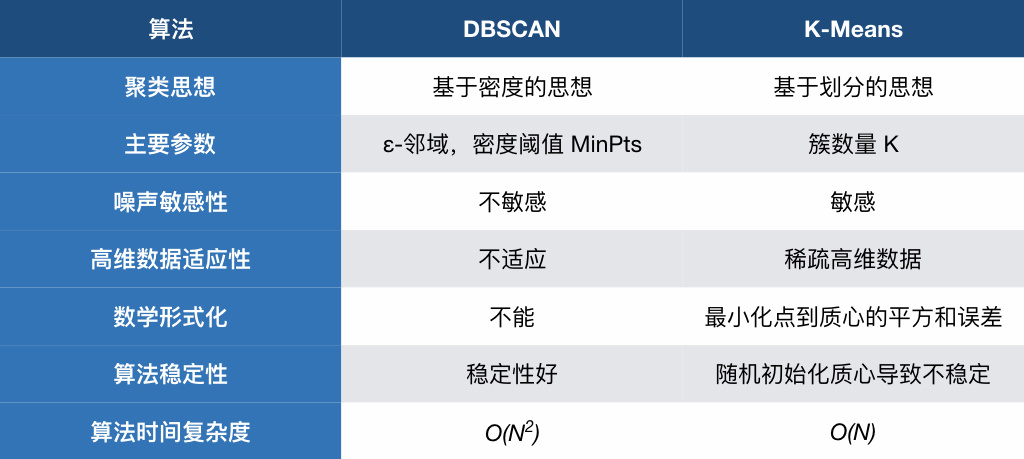 算法 DBSCAN K-Means
聚类思想 基于密度的思想 基于划分的思想
主要参数 ε-邻域，密度阈值 MinPts 簇数量 K
噪声敏感性 不敏感 敏感
高维数据适应性 不适应 稀疏高维数据
数学形式化 不能 最小化点到质心的平方和误差
算法稳定性 稳定性好 随机初始化质心导致不稳定
算法时间复杂度 O(N²) O(N)